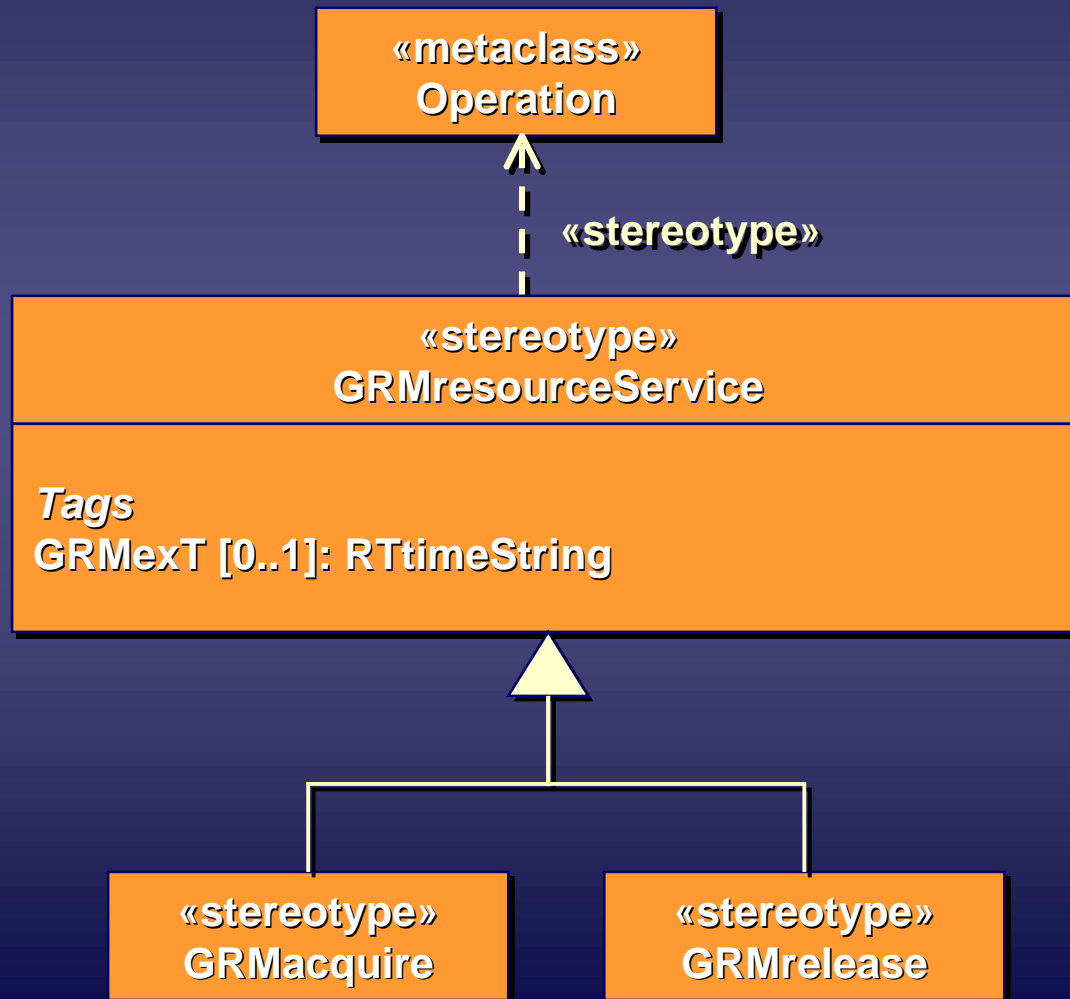 «metaclass»
Operation
«stereotype»
«stereotype»
GRMresourceService
Tags
GRMexT [0..1]: RTtimeString
«stereotype»
GRMacquire
«stereotype»
GRMrelease